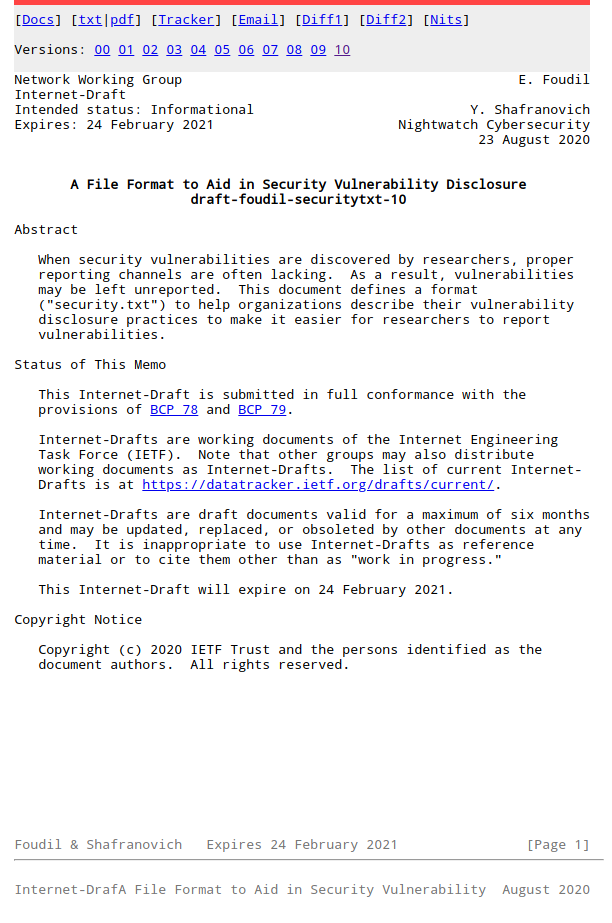 [Docs] [txt|pdf] [Tracker] [Email] [Diff1] [Diff2] [Nits]
Versions: 00 01 02 03 04 05 06 07 08 09 10
Network Working Group E. Foudil
Internet-Draft
Intended status: Informational Y. Shafranovich
Expires: 24 February 2021 Nightwatch Cybersecurity
23 August 2020
A File Format to Aid in Security Vulnerability Disclosure
draft-foudil-securitytxt-10
Abstract
When security vulnerabilities are discovered by researchers, proper
reporting channels are often lacking. As a result, vulnerabilities
may be left unreported. This document defines a format
("security.txt") to help organizations describe their vulnerability
disclosure practices to make it easier for researchers to report
vulnerabilities.
Status of This Memo
This Internet-Draft is submitted in full conformance with the
provisions of BCP 78 and BCP 79.
Internet-Drafts are working documents of the Internet Engineering
Task Force (IETF). Note that other groups may also distribute
working documents as Internet-Drafts. The list of current Internet-
Drafts is at https://datatracker.ietf.org/drafts/current/.
Internet-Drafts are draft documents valid for a maximum of six months
and may be updated, replaced, or obsoleted by other documents at any
time. It is inappropriate to use Internet-Drafts as reference
material or to cite them other than as "work in progress."
This Internet-Draft will expire on 24 February 2021.
Copyright Notice
Copyright (c) 2020 IETF Trust and the persons identified as the
document authors. All rights reserved.
Foudil & Shafranovich Expires 24 February 2021 [Page 1]
Internet-DrafA File Format to Aid in Security Vulnerability August 2020